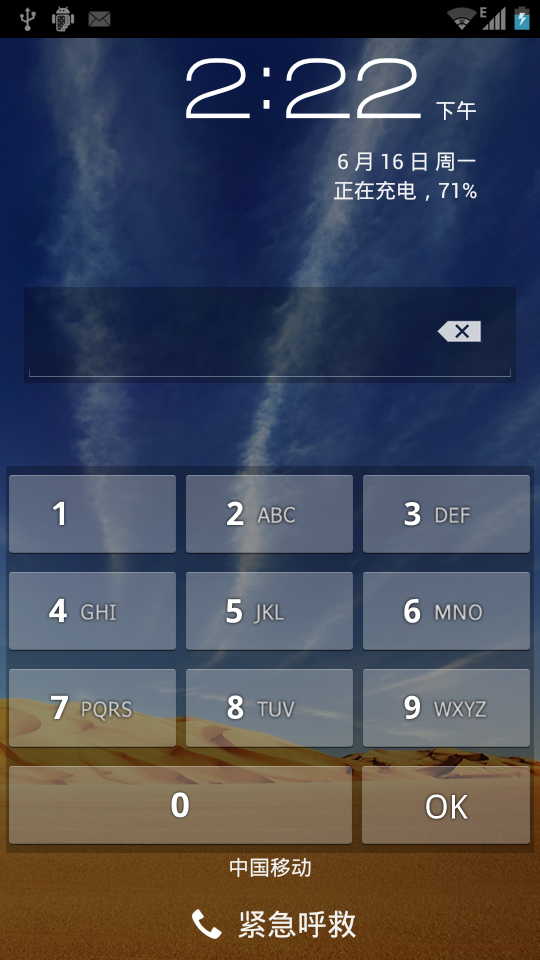 E
2:22 下午
6 月 16 日 周一
正在充电，71%
1
2 ABC
3 DEF
4 GHI
5 JKL
6 MNO
7 PQRS
8 TUV
9 WXYZ
0
OK
中国移动
紧急呼救